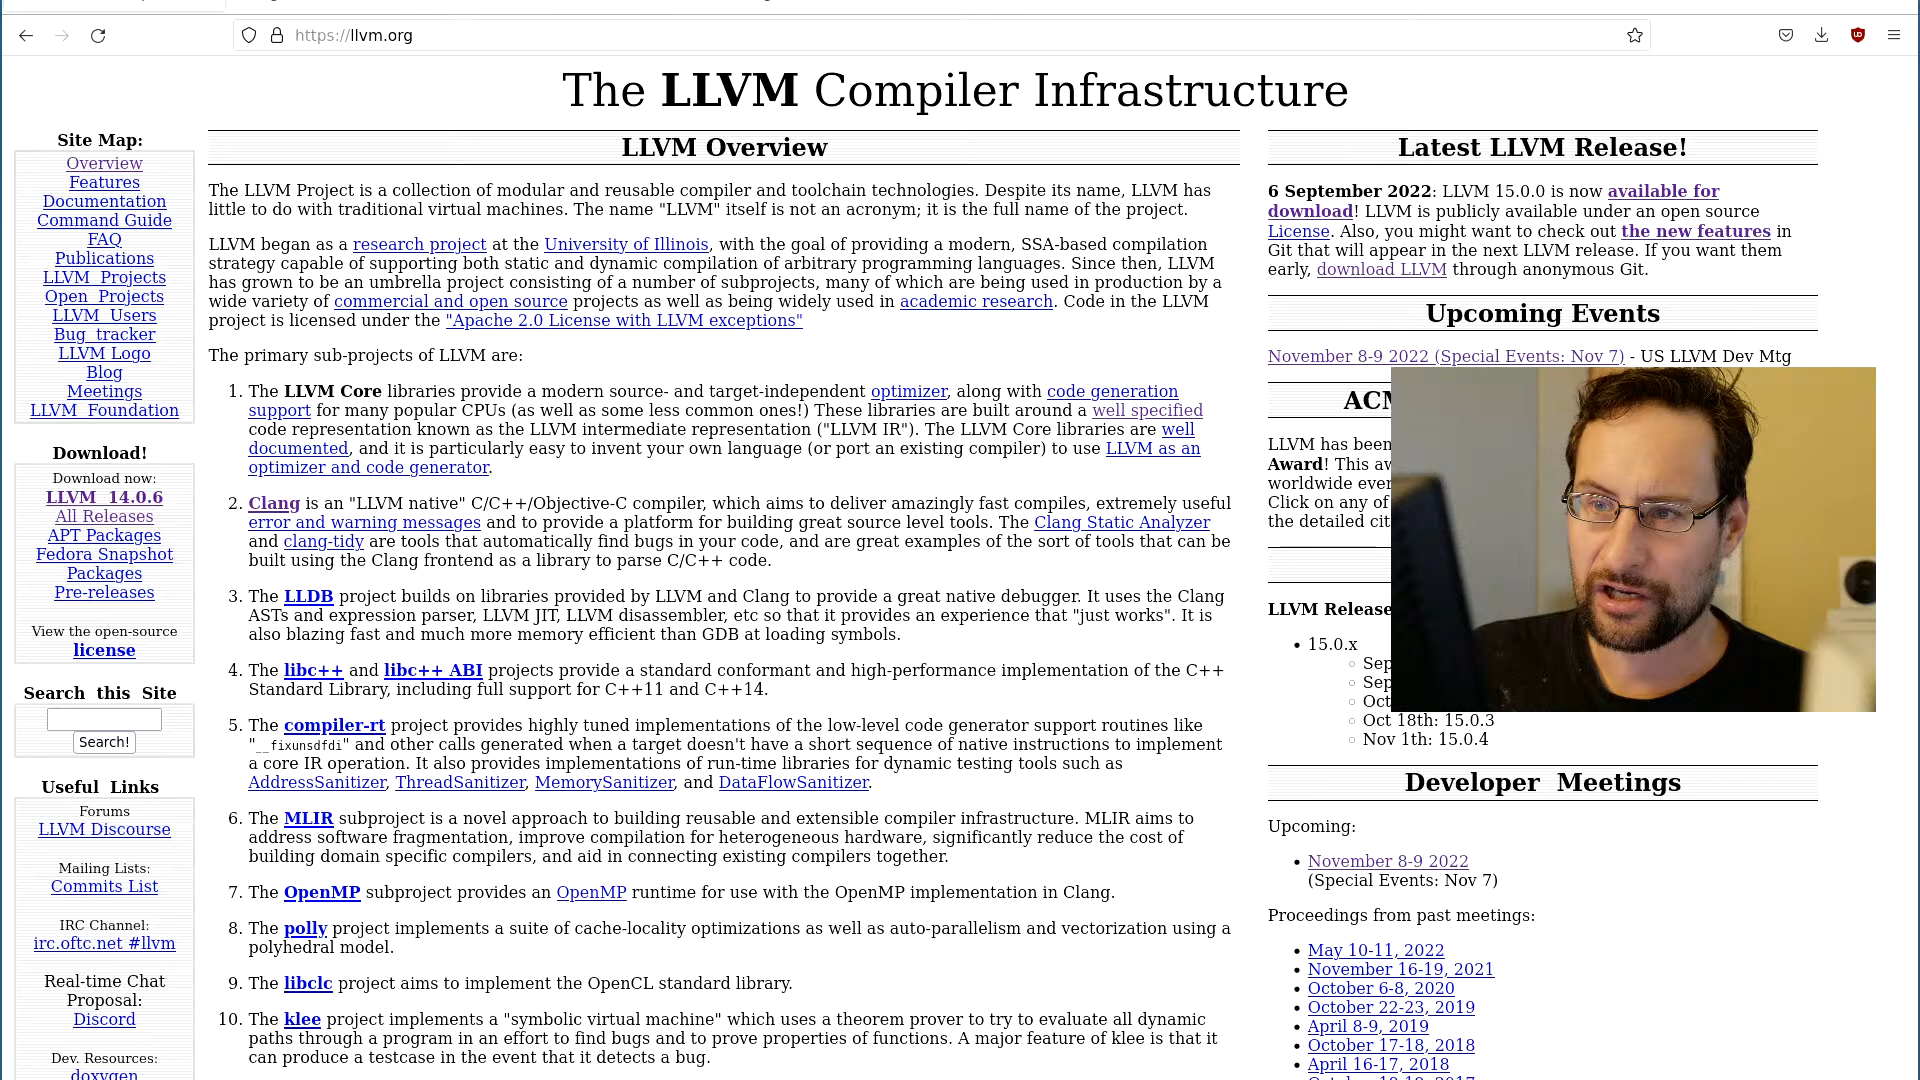 https://llvm.org
The LLVM Compiler Infrastructure
Site Map:
Overview
Features
Documentation
Command Guide
FAQ
Publications
LLVM Projects
Open Projects
LLVM Users
Bug tracker
LLVM Logo
Blog
Meetings
LLVM Foundation
Download!
Download now:
LLVM 14.0.6
All Releases
APT Packages
Fedora Snapshot
Packages
Pre-releases
View the open-source
license
Search this Site
Search!
Useful Links
Forums
LLVM Discourse
Mailing Lists:
Commits List
IRC Channel:
irc.oftc.net #llvm
Real-time Chat
Proposal:
Discord
Dev. Resources:
doxygen
LLVM Overview
The LLVM Project is a collection of modular and reusable compiler and toolchain technologies. Despite its name, LLVM has
little to do with traditional virtual machines. The name "LLVM" itself is not an acronym; it is the full name of the project.
LLVM began as a research project at the University of Illinois, with the goal of providing a modern, SSA-based compilation
strategy capable of supporting both static and dynamic compilation of arbitrary programming languages. Since then, LLVM
has grown to be an umbrella project consisting of a number of subprojects, many of which are being used in production by a
wide variety of commercial and open source projects as well as being widely used in academic research. Code in the LLVM
project is licensed under the "Apache 2.0 License with LLVM exceptions"
The primary sub-projects of LLVM are:
1. The LLVM Core libraries provide a modern source- and target-independent optimizer, along with code generation
support for many popular CPUs (as well as some less common ones!) These libraries are built around a well specified
code representation known as the LLVM intermediate representation ("LLVM IR"). The LLVM Core libraries are well
documented, and it is particularly easy to invent your own language (or port an existing compiler) to use LLVM as an
optimizer and code generator.
2. Clang is an "LLVM native" C/C++/Objective-C compiler, which aims to deliver amazingly fast compiles, extremely useful
error and warning messages and to provide a platform for building great source level tools. The Clang Static Analyzer
and clang-tidy are tools that automatically find bugs in your code, and are great examples of the sort of tools that can be
built using the Clang frontend as a library to parse C/C++ code.
3. The LLDB project builds on libraries provided by LLVM and Clang to provide a great native debugger. It uses the Clang
ASTs and expression parser, LLVM JIT, LLVM disassembler, etc so that it provides an experience that "just works". It is
also blazing fast and much more memory efficient than GDB at loading symbols.
4. The libc++ and libc++ ABI projects provide a standard conformant and high-performance implementation of the C++
Standard Library, including full support for C++11 and C++14.
5. The compiler-rt project provides highly tuned implementations of the low-level code generator support routines like
"__fixunsdfdi" and other calls generated when a target doesn't have a short sequence of native instructions to implement
a core IR operation. It also provides implementations of run-time libraries for dynamic testing tools such as
AddressSanitizer, ThreadSanitizer, MemorySanitizer, and DataFlowSanitizer.
6. The MLIR subproject is a novel approach to building reusable and extensible compiler infrastructure. MLIR aims to
address software fragmentation, improve compilation for heterogeneous hardware, significantly reduce the cost of
building domain specific compilers, and aid in connecting existing compilers together.
7. The OpenMP subproject provides an OpenMP runtime for use with the OpenMP implementation in Clang.
8. The polly project implements a suite of cache-locality optimizations as well as auto-parallelism and vectorization using a
polyhedral model.
9. The libclc project aims to implement the OpenCL standard library.
10. The klee project implements a "symbolic virtual machine" which uses a theorem prover to try to evaluate all dynamic
paths through a program in an effort to find bugs and to prove properties of functions. A major feature of klee is that it
can produce a testcase in the event that it detects a bug.
Latest LLVM Release!
6 September 2022: LLVM 15.0.0 is now available for
download! LLVM is publicly available under an open source
License. Also, you might want to check out the new features in
Git that will appear in the next LLVM release. If you want them
early, download LLVM through anonymous Git.
Upcoming Events
November 8-9 2022 (Special Events: Nov 7) - US LLVM Dev Mtg
LLVM has been
Award! This
worldwide
Click on any of
the detailed
LLVM Release
• 15.0.x
Sep
Sep
Oct
Oct 18th: 15.0.3
Nov 1th: 15.0.4
Developer Meetings
Upcoming:
• November 8-9 2022
(Special Events: Nov 7)
Proceedings from past meetings:
• May 10-11, 2022
• November 16-19, 2021
• October 6-8, 2020
• October 22-23, 2019
• April 8-9, 2019
• October 17-18, 2018
• April 16-17, 2018